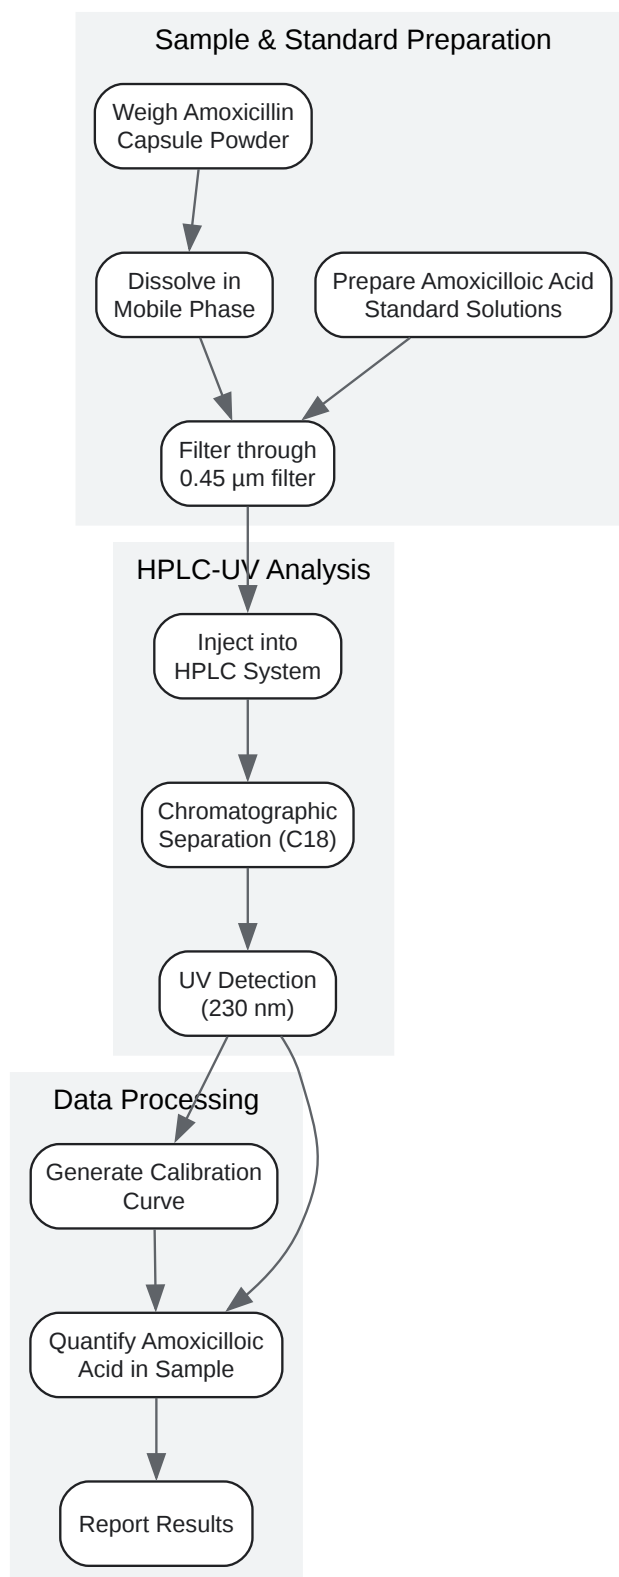 Sample & Standard Preparation
Weigh Amoxicillin
Capsule Powder
Dissolve in
Mobile Phase
Prepare Amoxicilloic Acid
Standard Solutions
Filter through
0.45 µm filter
HPLC-UV Analysis
Inject into
HPLC System
Chromatographic
Separation (C18)
UV Detection
(230 nm)
Data Processing
Generate Calibration
Curve
Quantify Amoxicilloic
Acid in Sample
Report Results